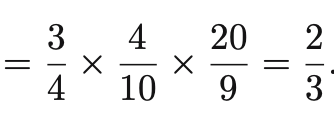 = 3/4 × 4/10 × 20/9 = 2/3.